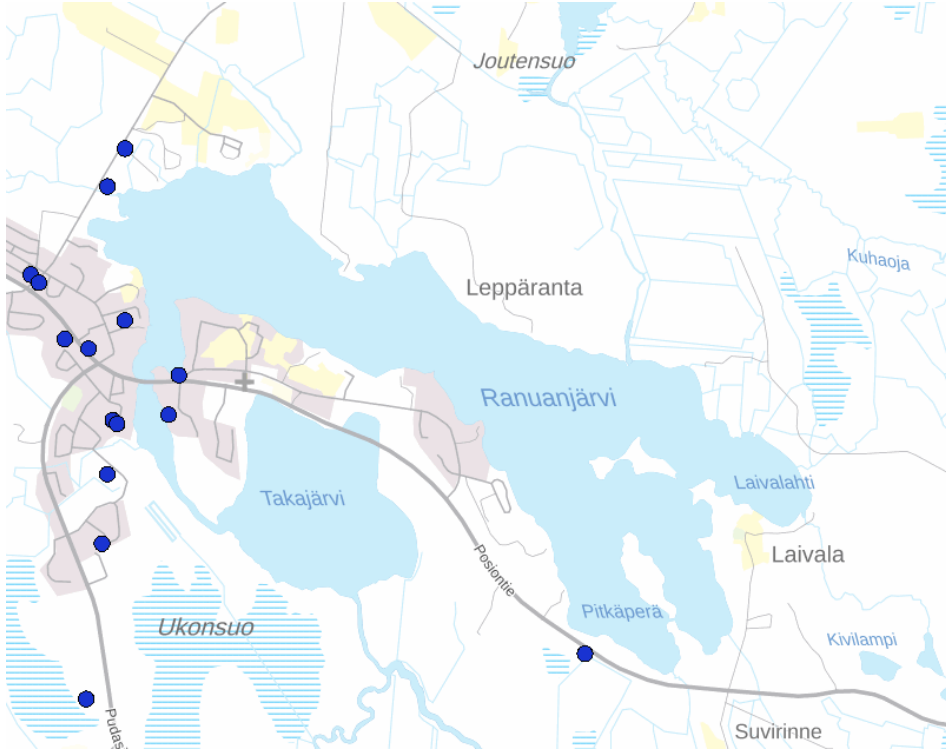 Joutensuo
Kuhaoja
Leppäranta
Ranuanjärvi
Laivalahti
Takajärvi
Laivala
Posiontie
Pitkäperä
Ukonsuo
Kivilampi
Suvirinne